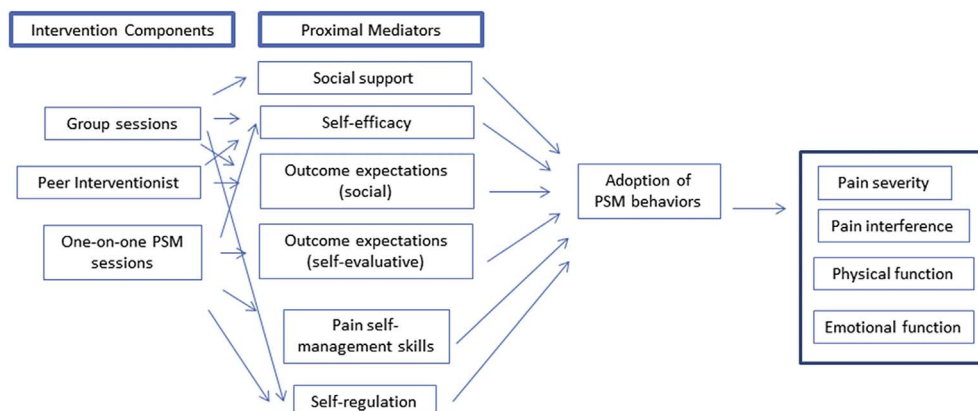 Intervention Components
Proximal Mediators
Group sessions
Peer Interventionist
One-on-one PSM
sessions
Social support
Self-efficacy
Outcome expectations
(social)
Outcome expectations
(self-evaluative)
Pain self-
management skills
Self-regulation
Adoption of
PSM behaviors
Pain severity
Pain interference
Physical function
Emotional function